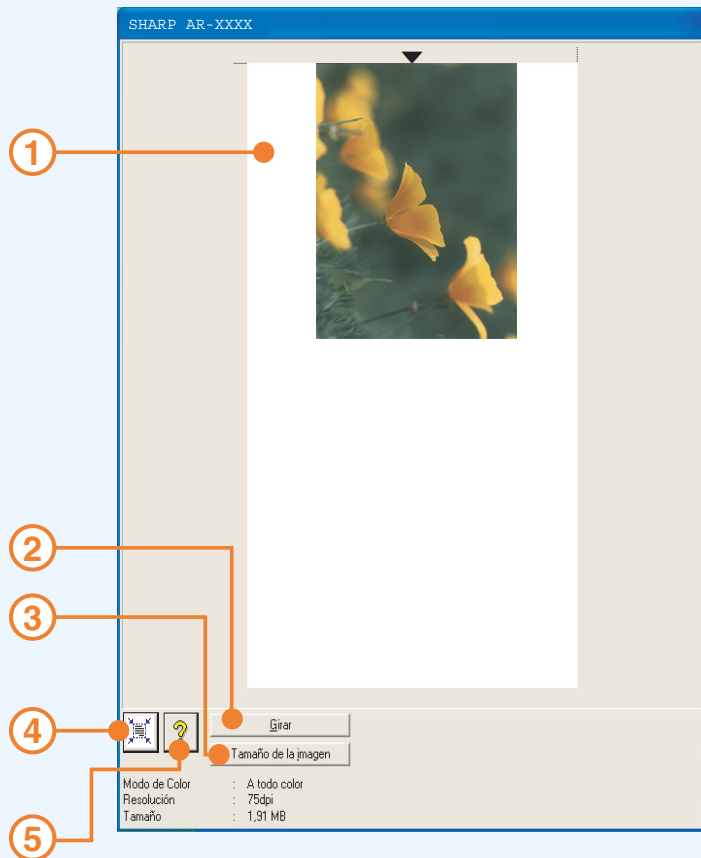 SHARP AR-XXXX
1
2
3
4
5
Girar
Tamaño de la imagen
Modo de Color : A todo color
Resolución : 75dpi
Tamaño : 1,91 MB